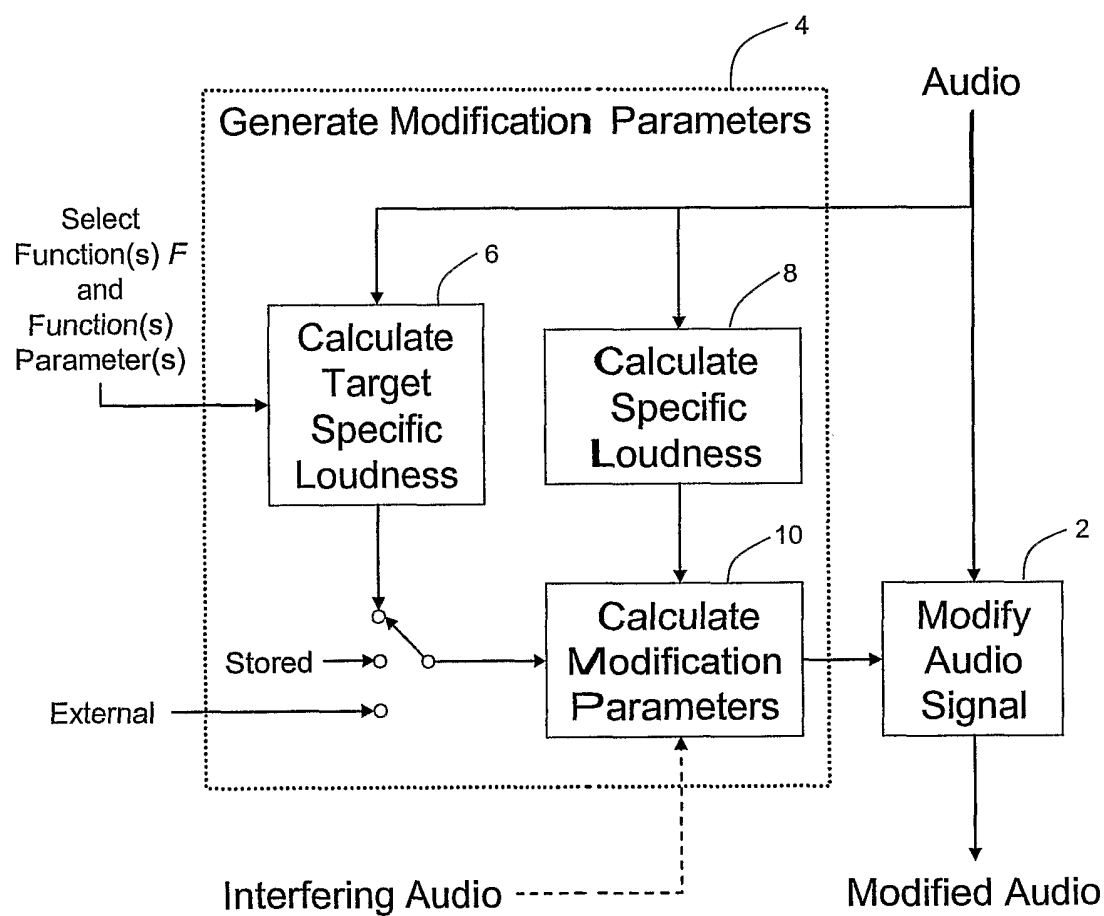 4
Audio
Generate Modification Parameters
Select
Function(s) F
and
Function(s)
Parameter(s)
6
8
Calculate
Target
Specific
Loudness
Calculate
Specific
Loudness
10
2
Calculate
Modification
Parameters
Modify
Audio
Signal
Stored
External
Interfering Audio
Modified Audio